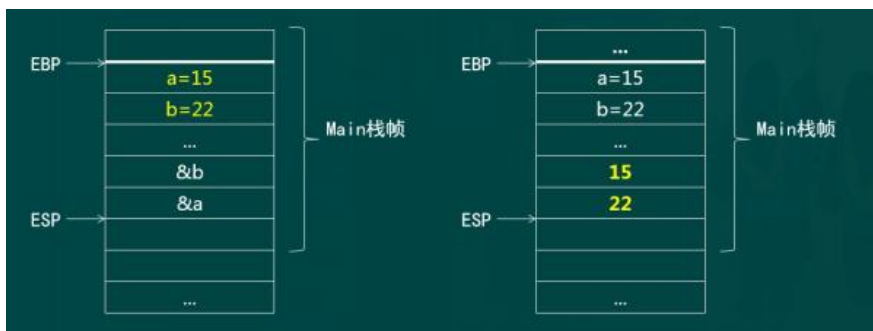 EBP
a=15
b=22
...
&b
&a
ESP
...
Main栈帧
...
EBP
a=15
b=22
...
15
22
ESP
...
Main栈帧